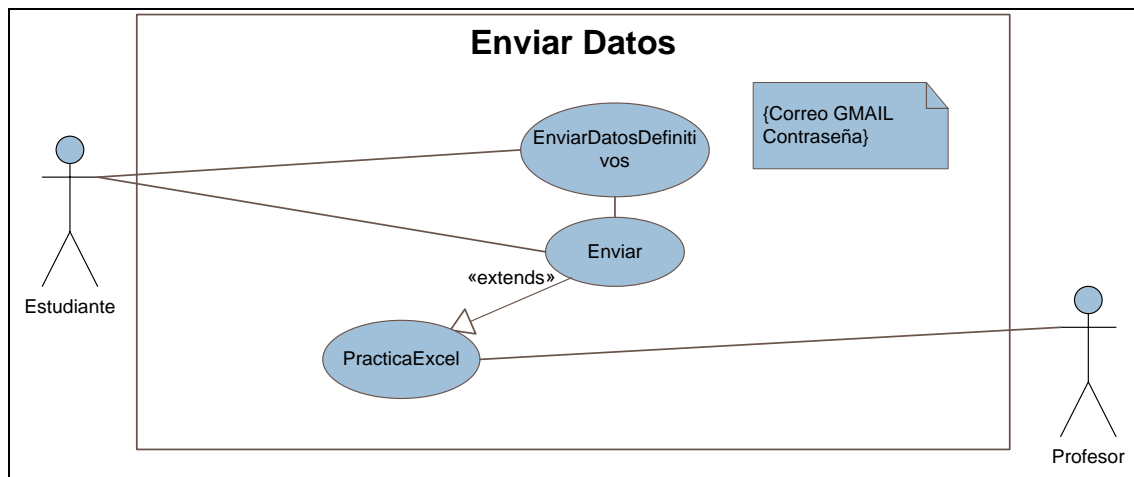 Enviar Datos
{Correo GMAIL
Contraseña}
EnviarDatosDefiniti
vos
Enviar
«extends»
Estudiante
PracticaExcel
Profesor